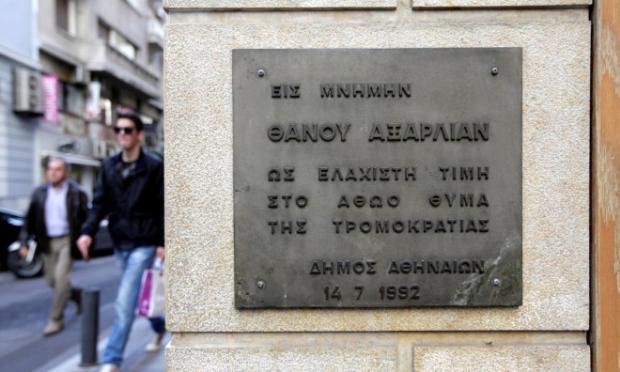 ΕΙΣ ΜΝΗΜΗΝ
ΘΑΝΟΥ ΑΞΑΡΛΙΑΝ
ΩΣ ΕΛΑΧΙΣΤΗ ΤΙΜΗ
ΣΤΟ ΑΘΩΟ ΘΥΜΑ
ΤΗΣ ΤΡΟΜΟΚΡΑΤΙΑΣ
ΔΗΜΟΣ ΑΘΗΝΑΙΩΝ
14 7 1992